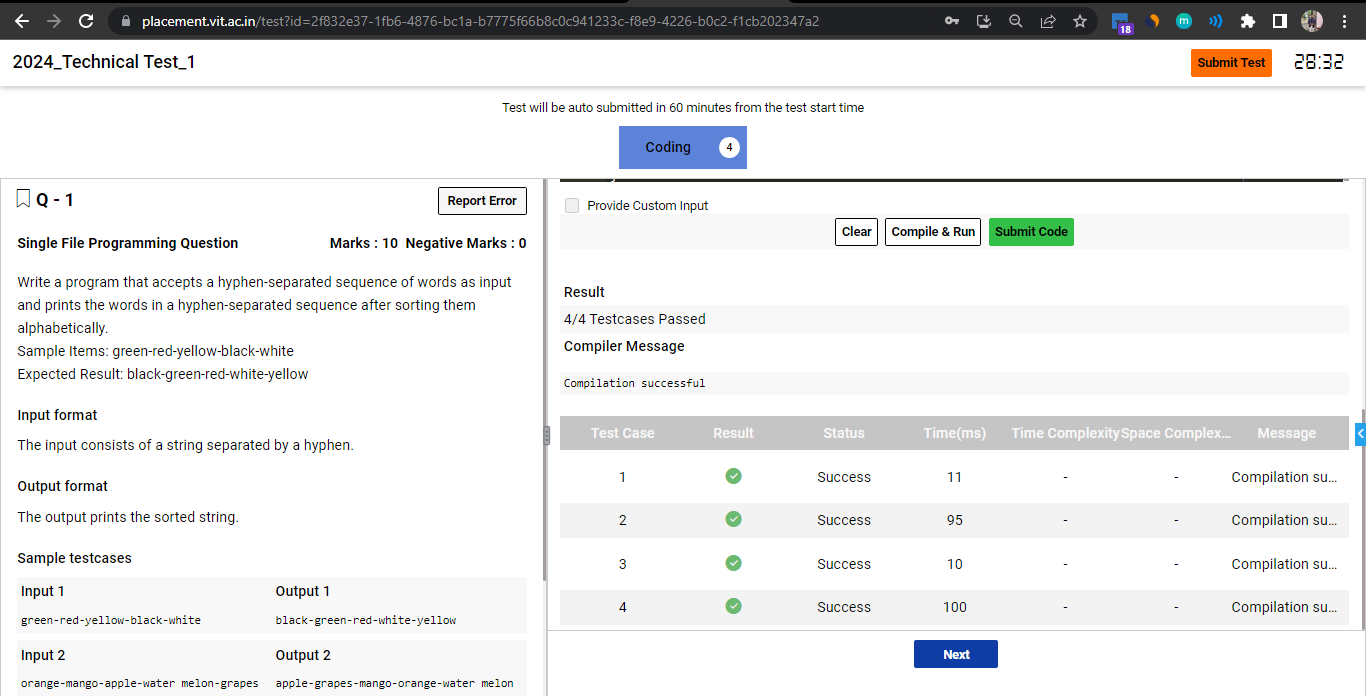 placement.vit.ac.in/test?id=2f832e37-1fb6-4876-bc1a-b7775f66b8c0c941233c-f8e9-4226-b0c2-f1cb202347a2
18
m
2024_Technical Test_1
Submit Test
28:32
Test will be auto submitted in 60 minutes from the test start time
Coding 4
Q - 1
Report Error
Single File Programming Question Marks : 10 Negative Marks : 0
Write a program that accepts a hyphen-separated sequence of words as input
and prints the words in a hyphen-separated sequence after sorting them
alphabetically.
Sample Items: green-red-yellow-black-white
Expected Result: black-green-red-white-yellow
Input format
The input consists of a string separated by a hyphen.
Output format
The output prints the sorted string.
Sample testcases
Input 1 Output 1
green-red-yellow-black-white black-green-red-white-yellow
Input 2 Output 2
orange-mango-apple-water melon-grapes apple-grapes-mango-orange-water melon
Provide Custom Input
Clear Compile & Run Submit Code
Result
4/4 Testcases Passed
Compiler Message
Compilation successful
Test Case Result Status Time(ms) Time Complexity Space Complex... Message
1 Success 11 - - Compilation su...
2 Success 95 - - Compilation su...
3 Success 10 - - Compilation su...
4 Success 100 - - Compilation su...
Next